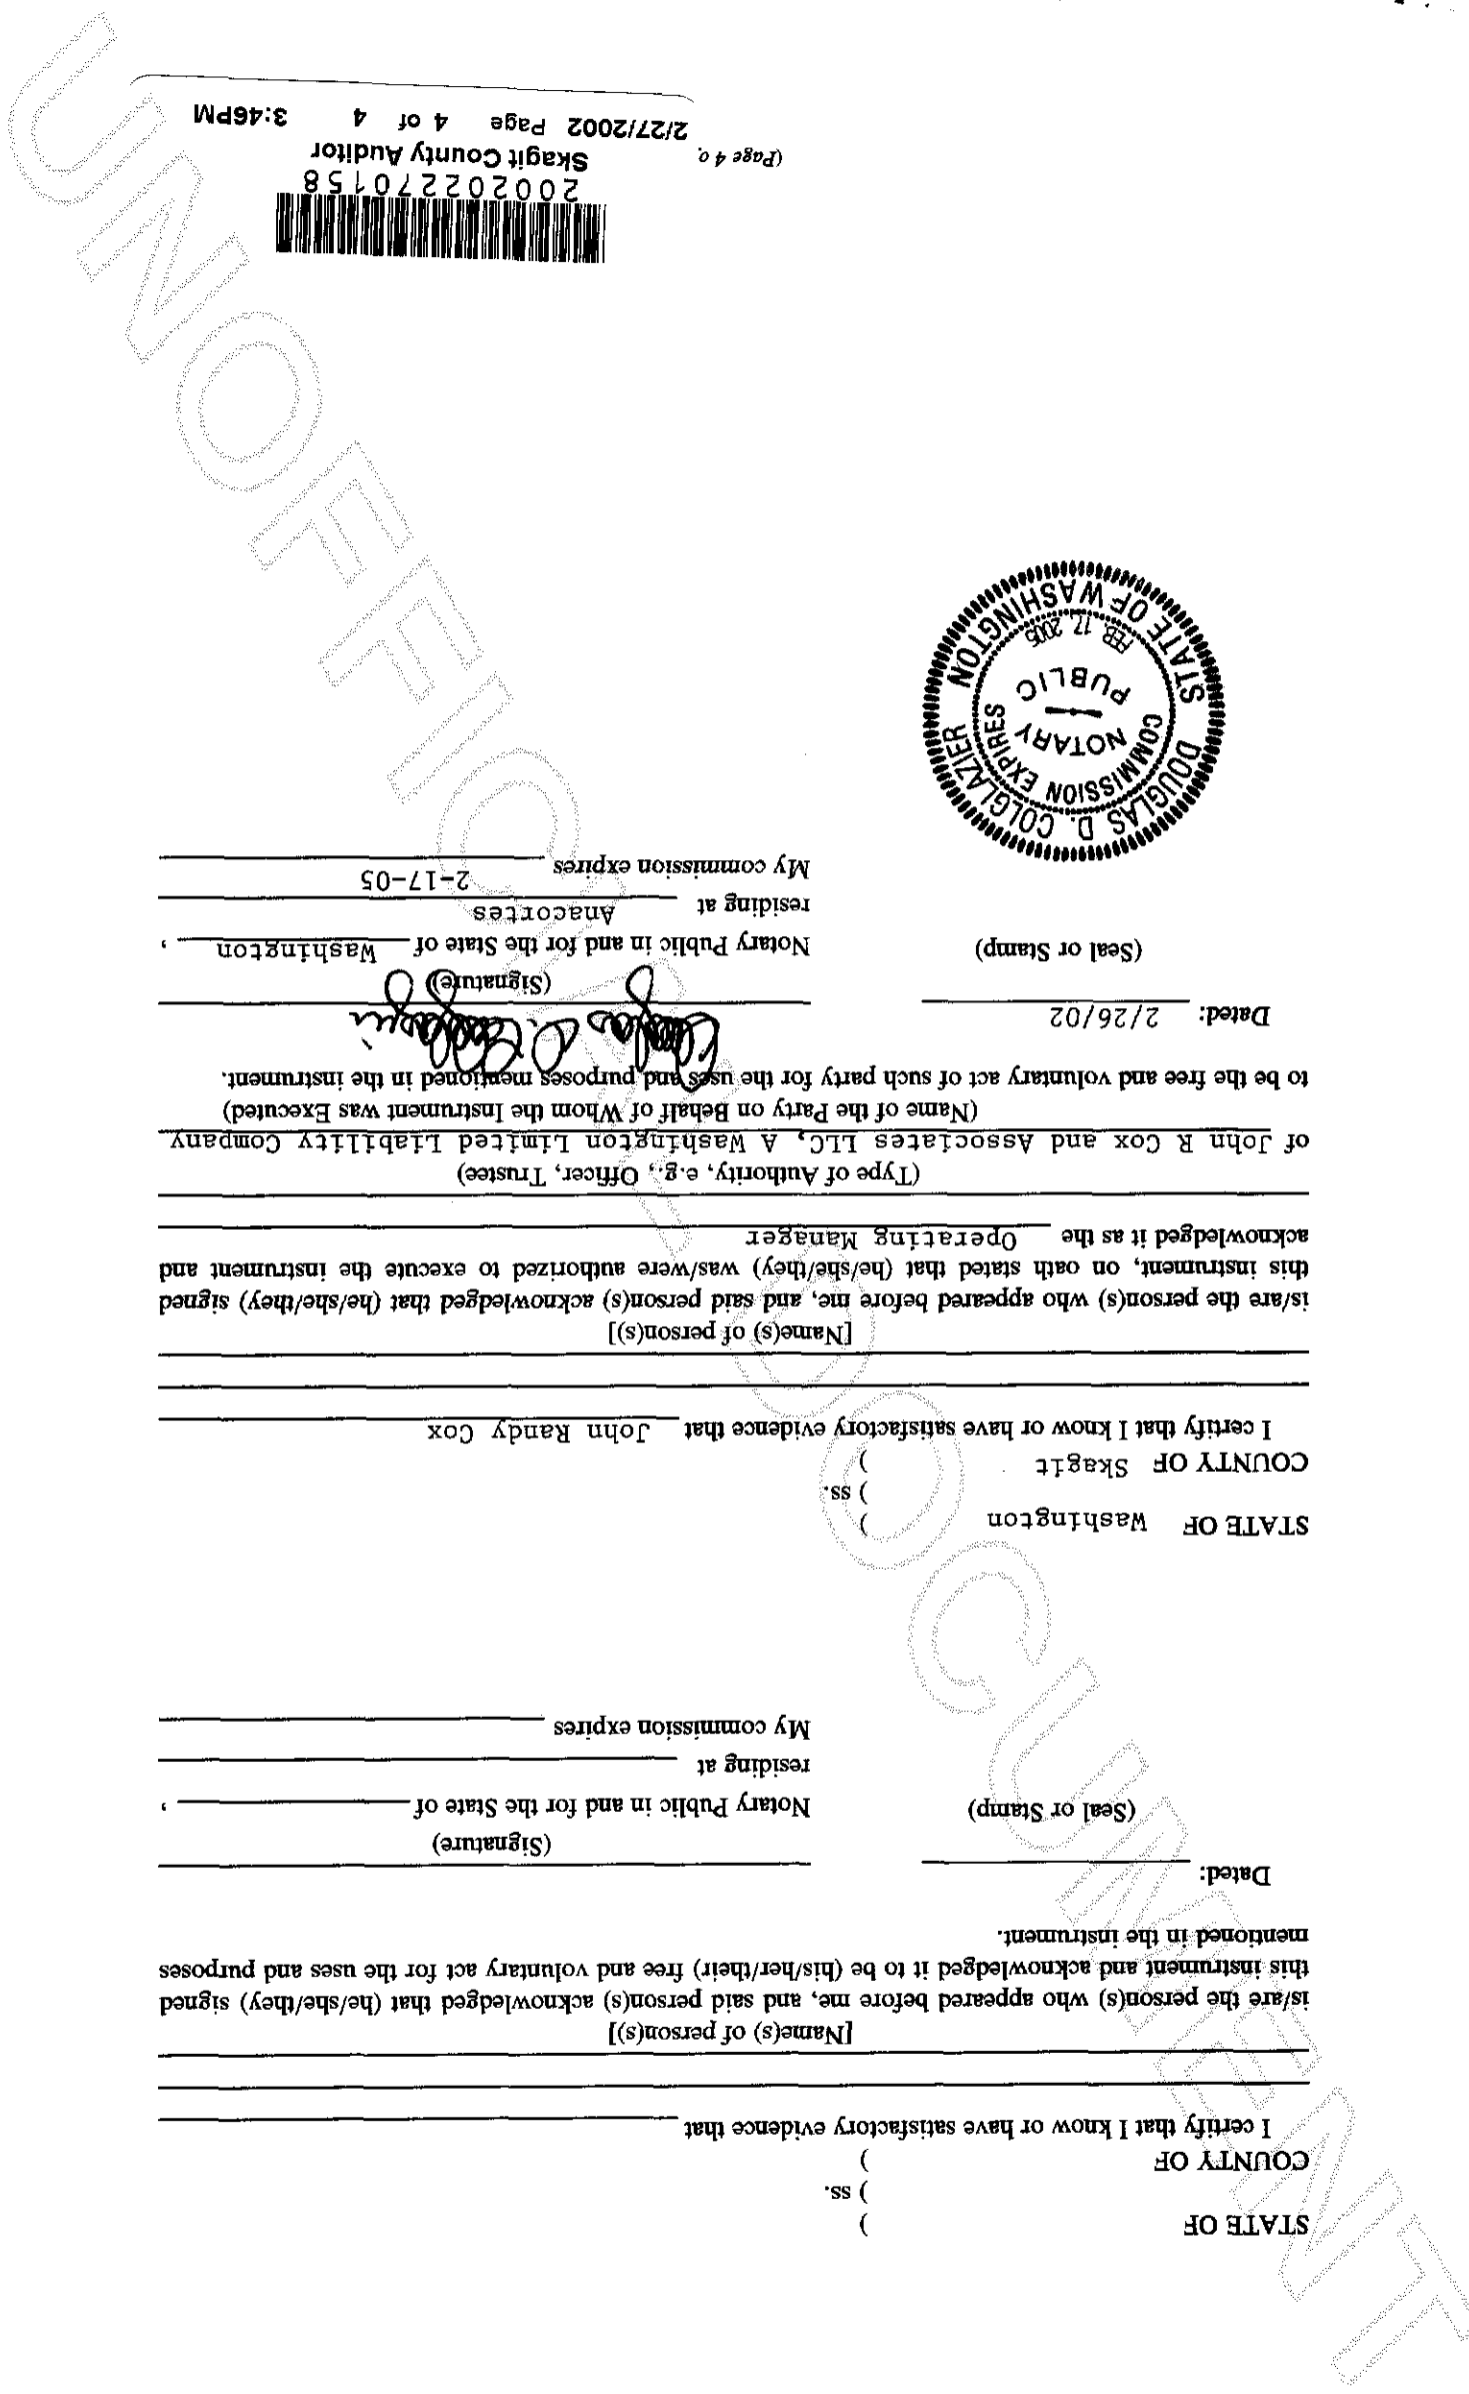 STATE OF )
) ss.
COUNTY OF )
I certify that I know or have satisfactory evidence that
[Name(s) of person(s)]
is/are the person(s) who appeared before me, and said person(s) acknowledged that (he/she/they) signed
this instrument and acknowledged it to be (his/her/their) free and voluntary act for the uses and purposes
mentioned in the instrument.
Dated:
(Signature)
(Seal or Stamp) Notary Public in and for the State of ,
residing at
My commission expires
STATE OF Washington )
) ss.
COUNTY OF Skagit )
I certify that I know or have satisfactory evidence that John Randy Cox
[Name(s) of person(s)]
is/are the person(s) who appeared before me, and said person(s) acknowledged that (he/she/they) signed
this instrument, on oath stated that (he/she/they) was/were authorized to execute the instrument and
acknowledged it as the Operating Manager
(Type of Authority, e.g., Officer, Trustee)
of John R Cox and Associates LLC, A Washington Limited Liability Company
(Name of the Party on Behalf of Whom the Instrument was Executed)
to be the free and voluntary act of such party for the uses and purposes mentioned in the instrument.
Dated: 2/26/02 Douglas D. Colglazier
(Signature)
(Seal or Stamp) Notary Public in and for the State of Washington ,
residing at Anacortes
My commission expires 2-17-05
DOUGLAS D. COLGLAZIER
COMMISSION EXPIRES
NOTARY
PUBLIC
FEB. 17, 2005
STATE OF WASHINGTON
200202270158
Skagit County Auditor
(Page 4 o
2/27/2002 Page 4 of 4 3:46PM
UNOFFICIAL DOCUMENT